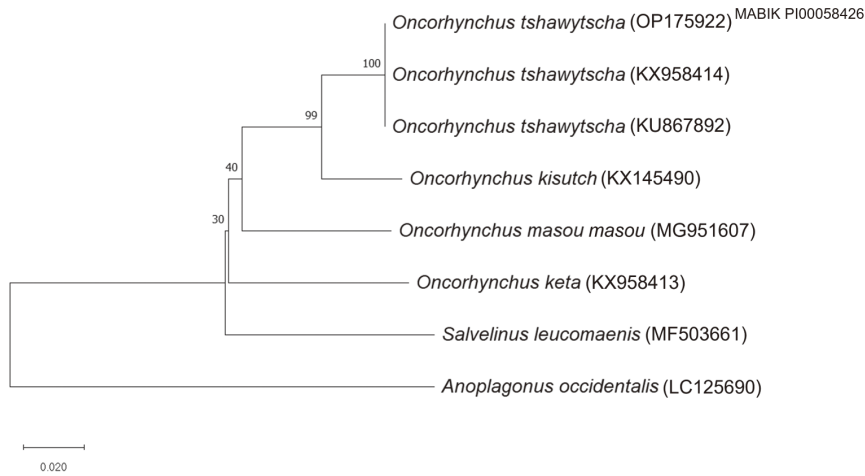 Oncorhynchus tshawytscha (OP175922) MABIK PI00058426
100
Oncorhynchus tshawytscha (KX958414)
99
Oncorhynchus tshawytscha (KU867892)
40
Oncorhynchus kisutch (KX145490)
30
Oncorhynchus masou masou (MG951607)
Oncorhynchus keta (KX958413)
Salvelinus leucomaenis (MF503661)
Anoplagonus occidentalis (LC125690)
0.020